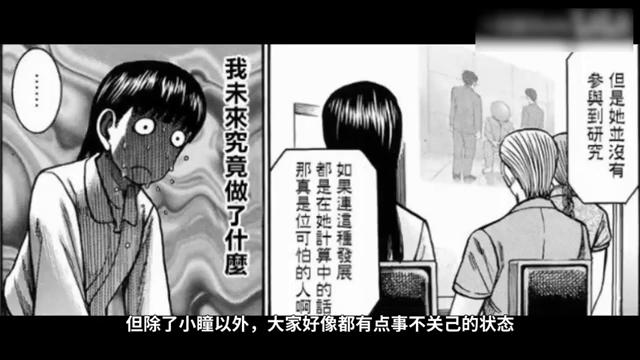 但是她並沒有
參與到研究
如果連這種發展
都是在她計算中的話
那真是位可怕的人啊
我未來究竟做了什麼
………
但除了小瞳以外，大家好像都有点事不关己的状态